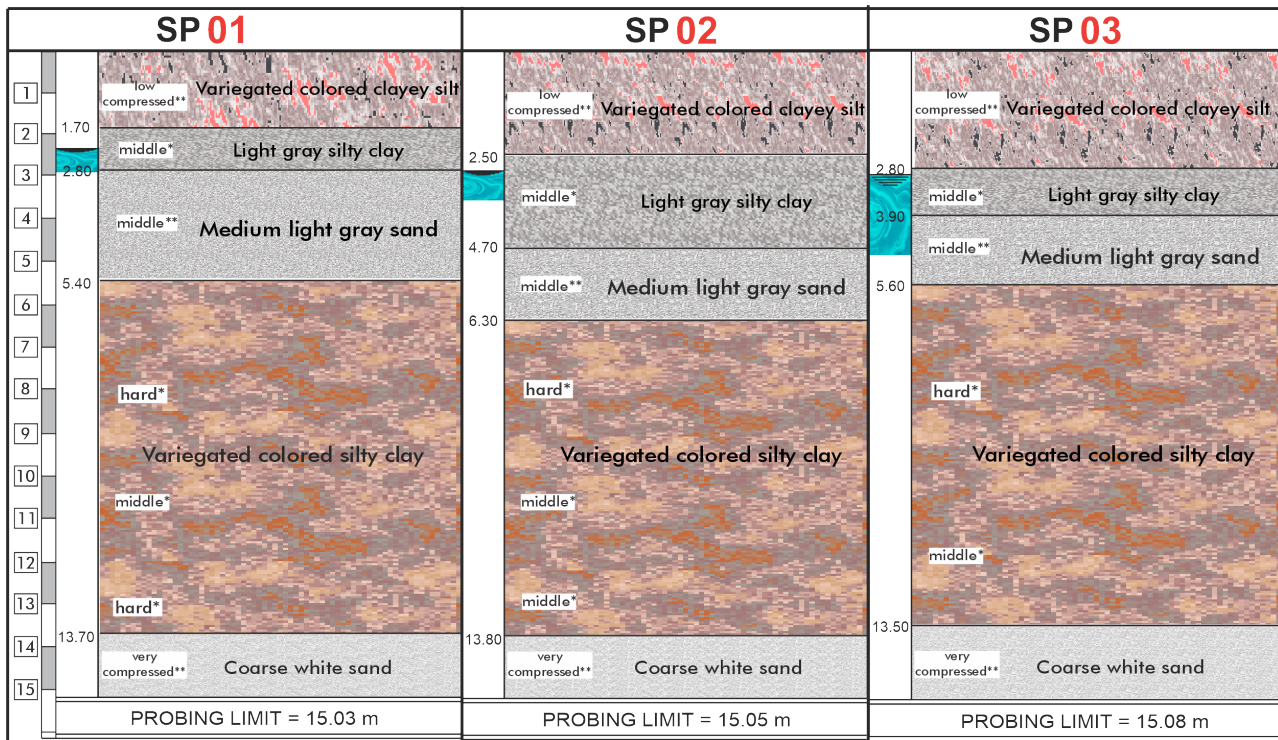 SP 01
SP 02
SP 03
1
2
3
4
5
6
7
8
9
10
11
12
13
14
15
low
compressed**
Variegated colored clayey silt
1.70
middle*
Light gray silty clay
2.80
middle**
Medium light gray sand
5.40
hard*
Variegated colored silty clay
middle*
hard*
13.70
very
compressed**
Coarse white sand
PROBING LIMIT = 15.03 m
low
compressed**
Variegated colored clayey silt
2.50
middle*
Light gray silty clay
4.70
middle**
Medium light gray sand
6.30
hard*
Variegated colored silty clay
middle*
middle*
13.80
very
compressed**
Coarse white sand
PROBING LIMIT = 15.05 m
low
compressed**
Variegated colored clayey silt
2.80
middle*
Light gray silty clay
3.90
middle**
Medium light gray sand
5.60
hard*
Variegated colored silty clay
middle*
13.50
very
compressed**
Coarse white sand
PROBING LIMIT = 15.08 m